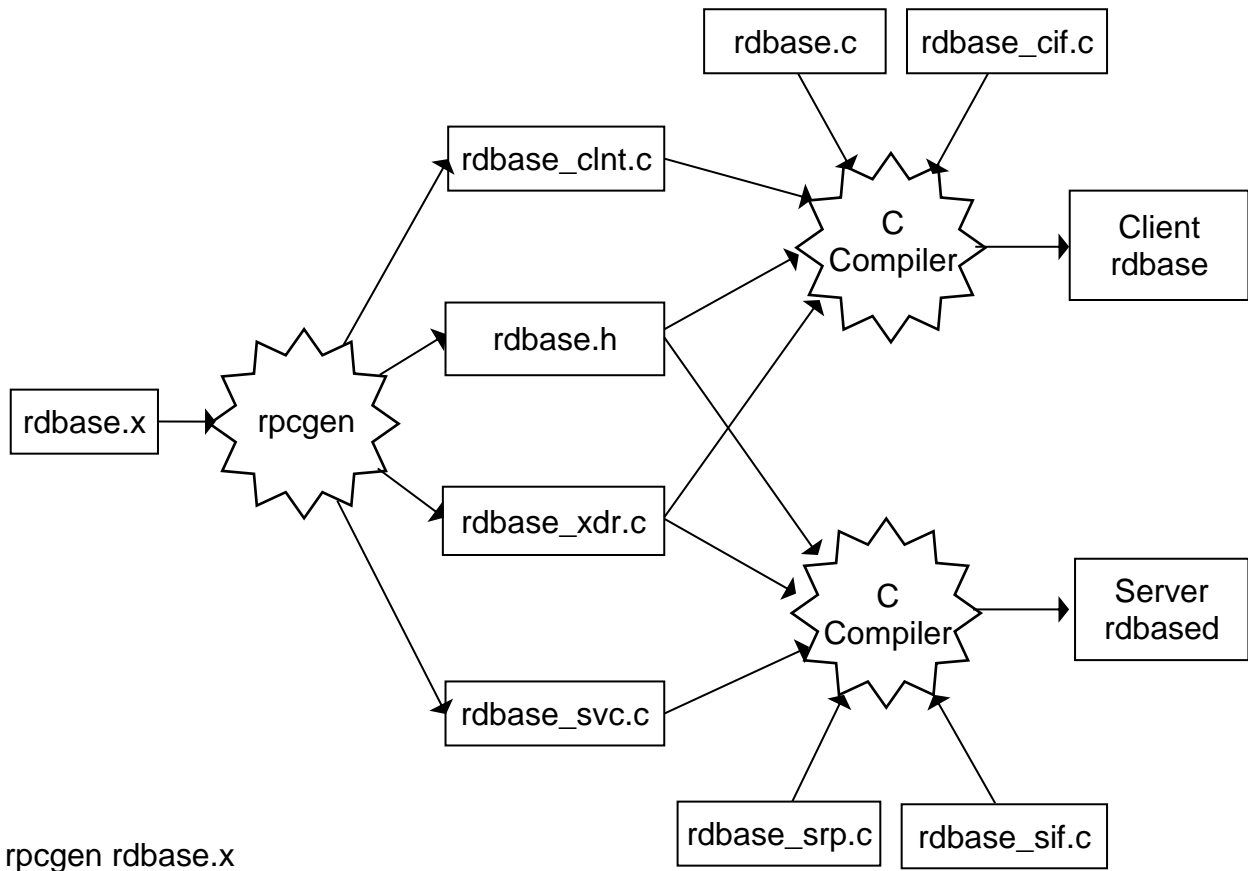 rdbase.c
rdbase_cif.c
rdbase_clnt.c
C
Compiler
Client
rdbase
rdbase.h
rdbase.x
rpcgen
rdbase_xdr.c
C
Compiler
Server
rdbased
rdbase_svc.c
rdbase_srp.c
rdbase_sif.c
rpcgen rdbase.x